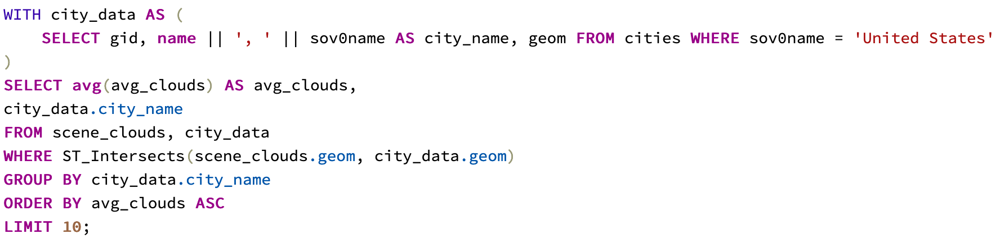 WITH city_data AS (
    SELECT gid, name || ', ' || sov0name AS city_name, geom FROM cities WHERE sov0name = 'United States'
)
SELECT avg(avg_clouds) AS avg_clouds,
city_data.city_name
FROM scene_clouds, city_data
WHERE ST_Intersects(scene_clouds.geom, city_data.geom)
GROUP BY city_data.city_name
ORDER BY avg_clouds ASC
LIMIT 10;